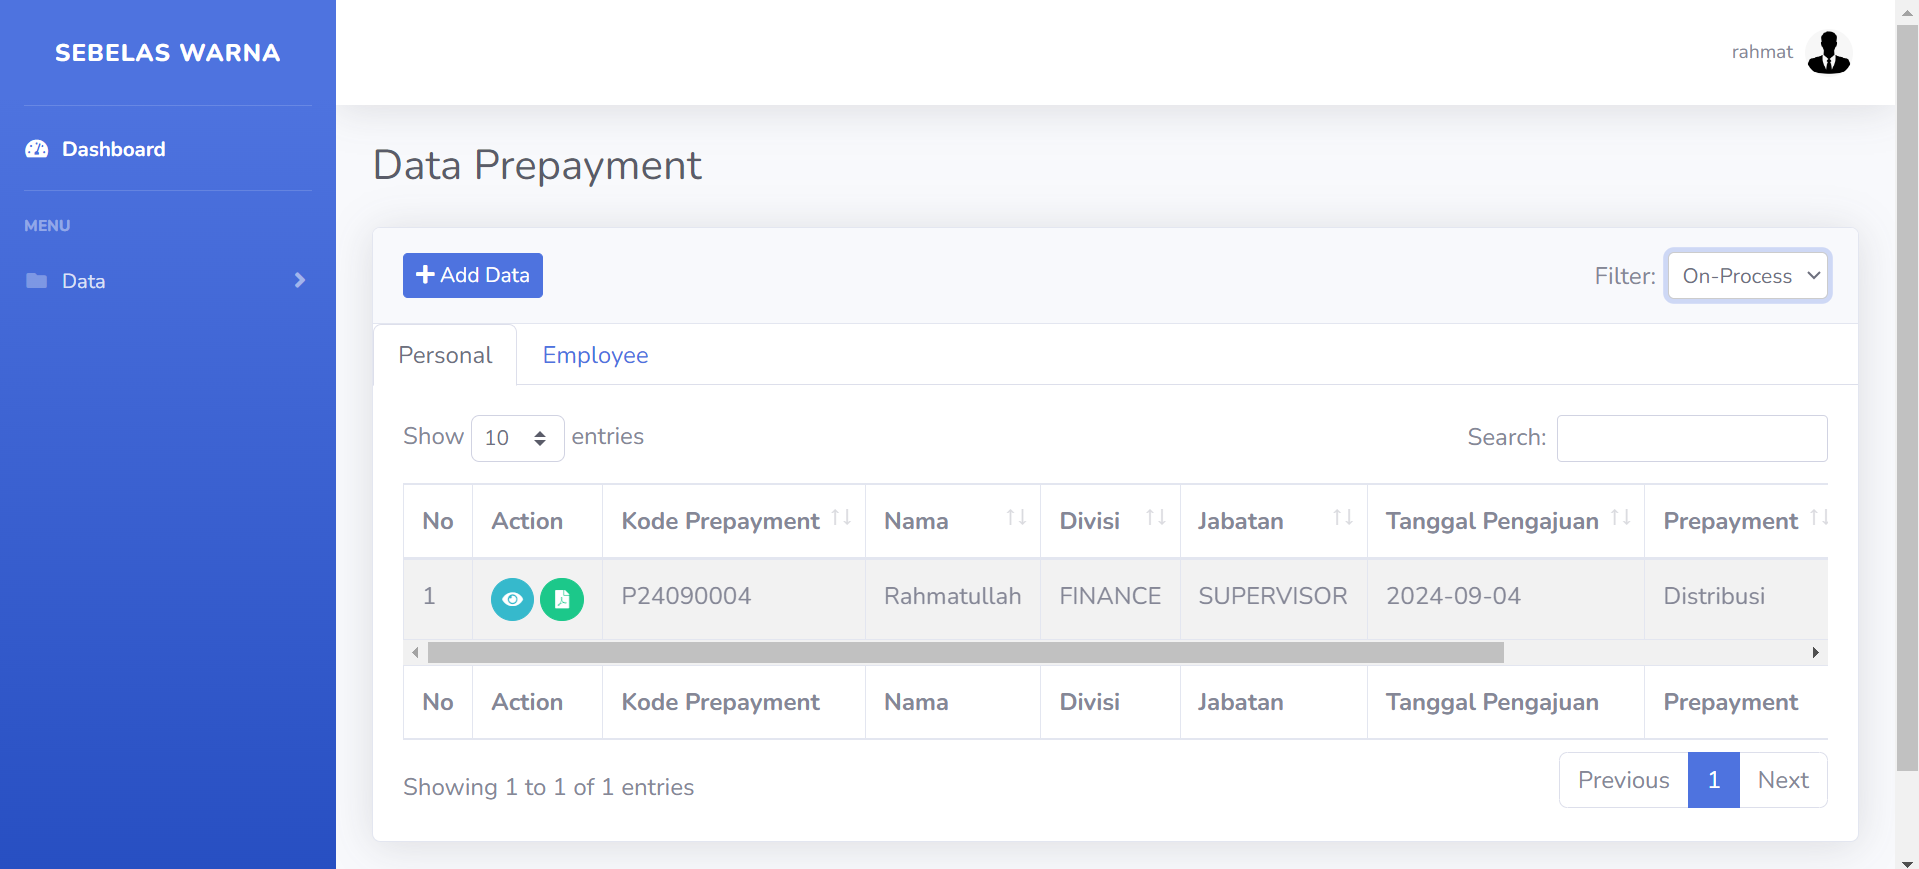 SEBELAS WARNA
rahmat
Dashboard
MENU
Data
Data Prepayment
Add Data
Filter: On-Process
Personal Employee
Show 10 entries
Search:
No Action Kode Prepayment Nama Divisi Jabatan Tanggal Pengajuan Prepayment
1 P24090004 Rahmatullah FINANCE SUPERVISOR 2024-09-04 Distribusi
No Action Kode Prepayment Nama Divisi Jabatan Tanggal Pengajuan Prepayment
Showing 1 to 1 of 1 entries
Previous 1 Next